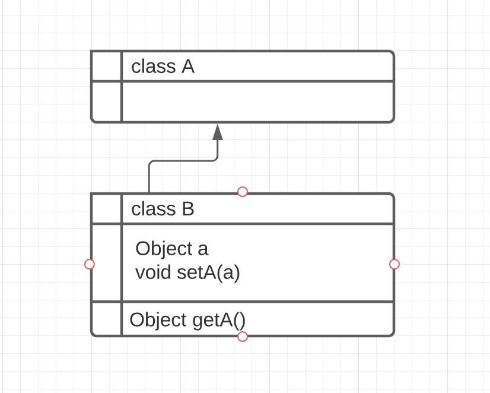 class A
class B
Object a
void setA(a)
Object getA()